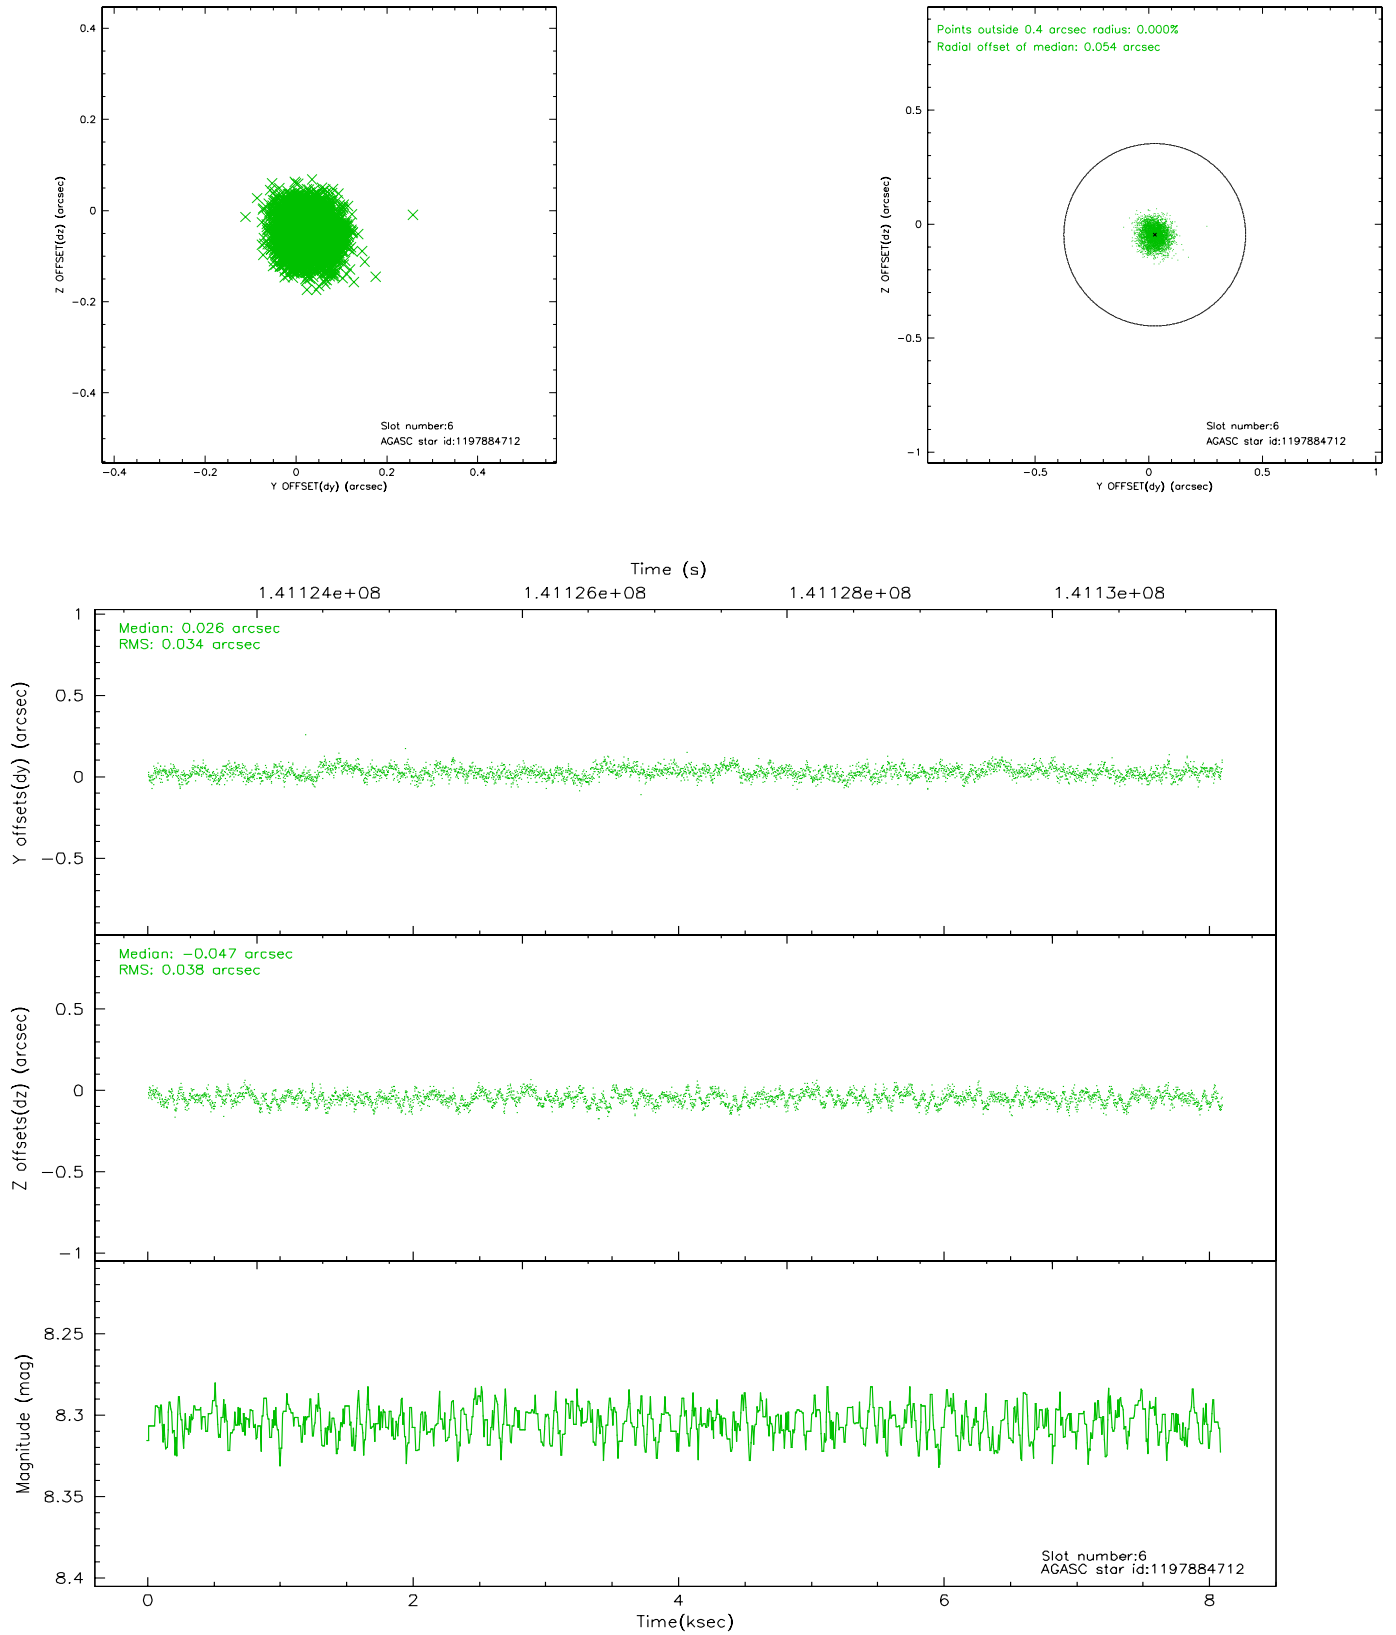 0.4
0.2
0
−0.2
−0.4
Z OFFSET(dz) (arcsec)
Slot number:6
AGASC star id:1197884712
−0.4 −0.2 0 0.2 0.4
Y OFFSET(dy) (arcsec)
Points outside 0.4 arcsec radius: 0.000%
Radial offset of median: 0.054 arcsec
0.5
0
−0.5
−1
Z OFFSET(dz) (arcsec)
Slot number:6
AGASC star id:1197884712
−0.5 0 0.5 1
Y OFFSET(dy) (arcsec)
Time (s)
1.41124e+08 1.41126e+08 1.41128e+08 1.4113e+08
Median: 0.026 arcsec
RMS: 0.034 arcsec
1
0.5
0
−0.5
Y offsets(dy) (arcsec)
Median: −0.047 arcsec
RMS: 0.038 arcsec
0.5
0
−0.5
−1
Z offsets(dz) (arcsec)
8.25
8.3
8.35
8.4
Magnitude (mag)
Slot number:6
AGASC star id:1197884712
0 2 4 6 8
Time(ksec)